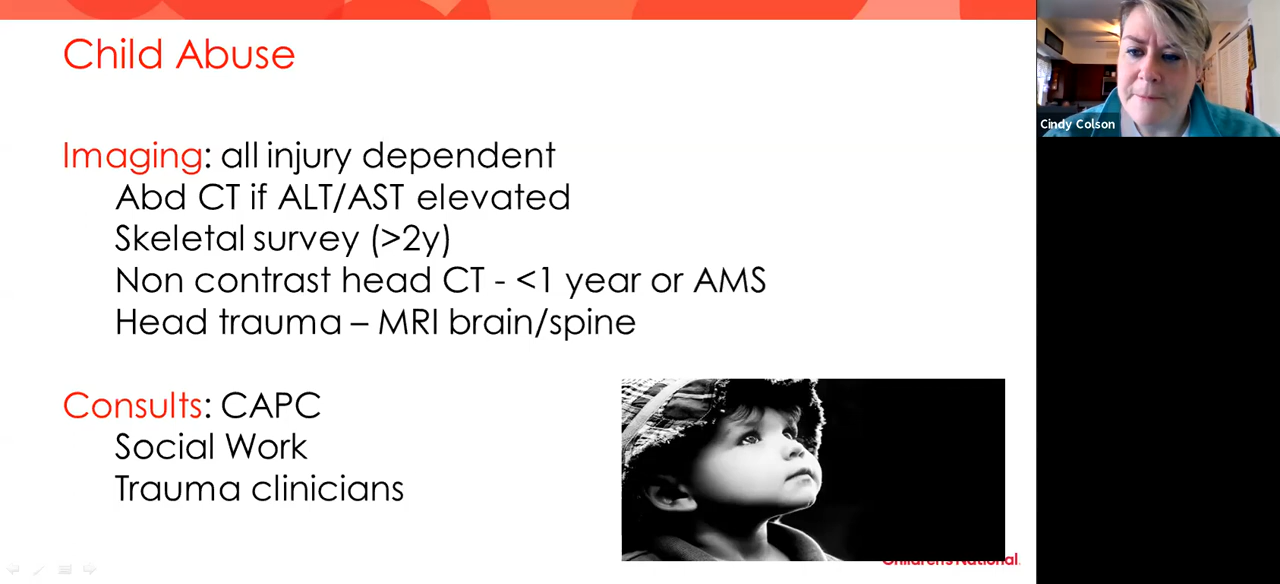 Child Abuse
Imaging: all injury dependent
Abd CT if ALT/AST elevated
Skeletal survey (>2y)
Non contrast head CT - <1 year or AMS
Head trauma – MRI brain/spine
Consults: CAPC
Social Work
Trauma clinicians
Children's National
Cindy Colson